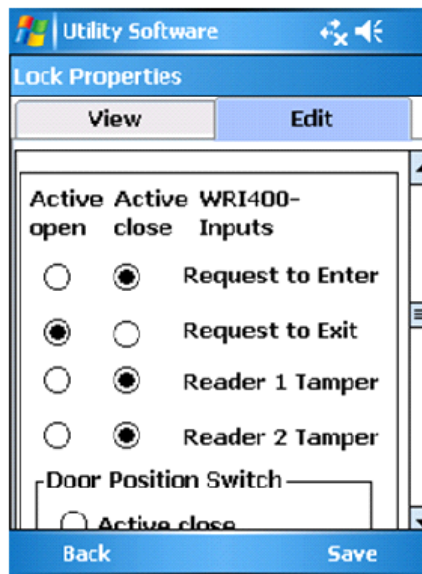 Utility Software
Lock Properties
View Edit
Active Active WRI400-
open close Inputs
Request to Enter
Request to Exit
Reader 1 Tamper
Reader 2 Tamper
Door Position Switch
Active close
Back Save